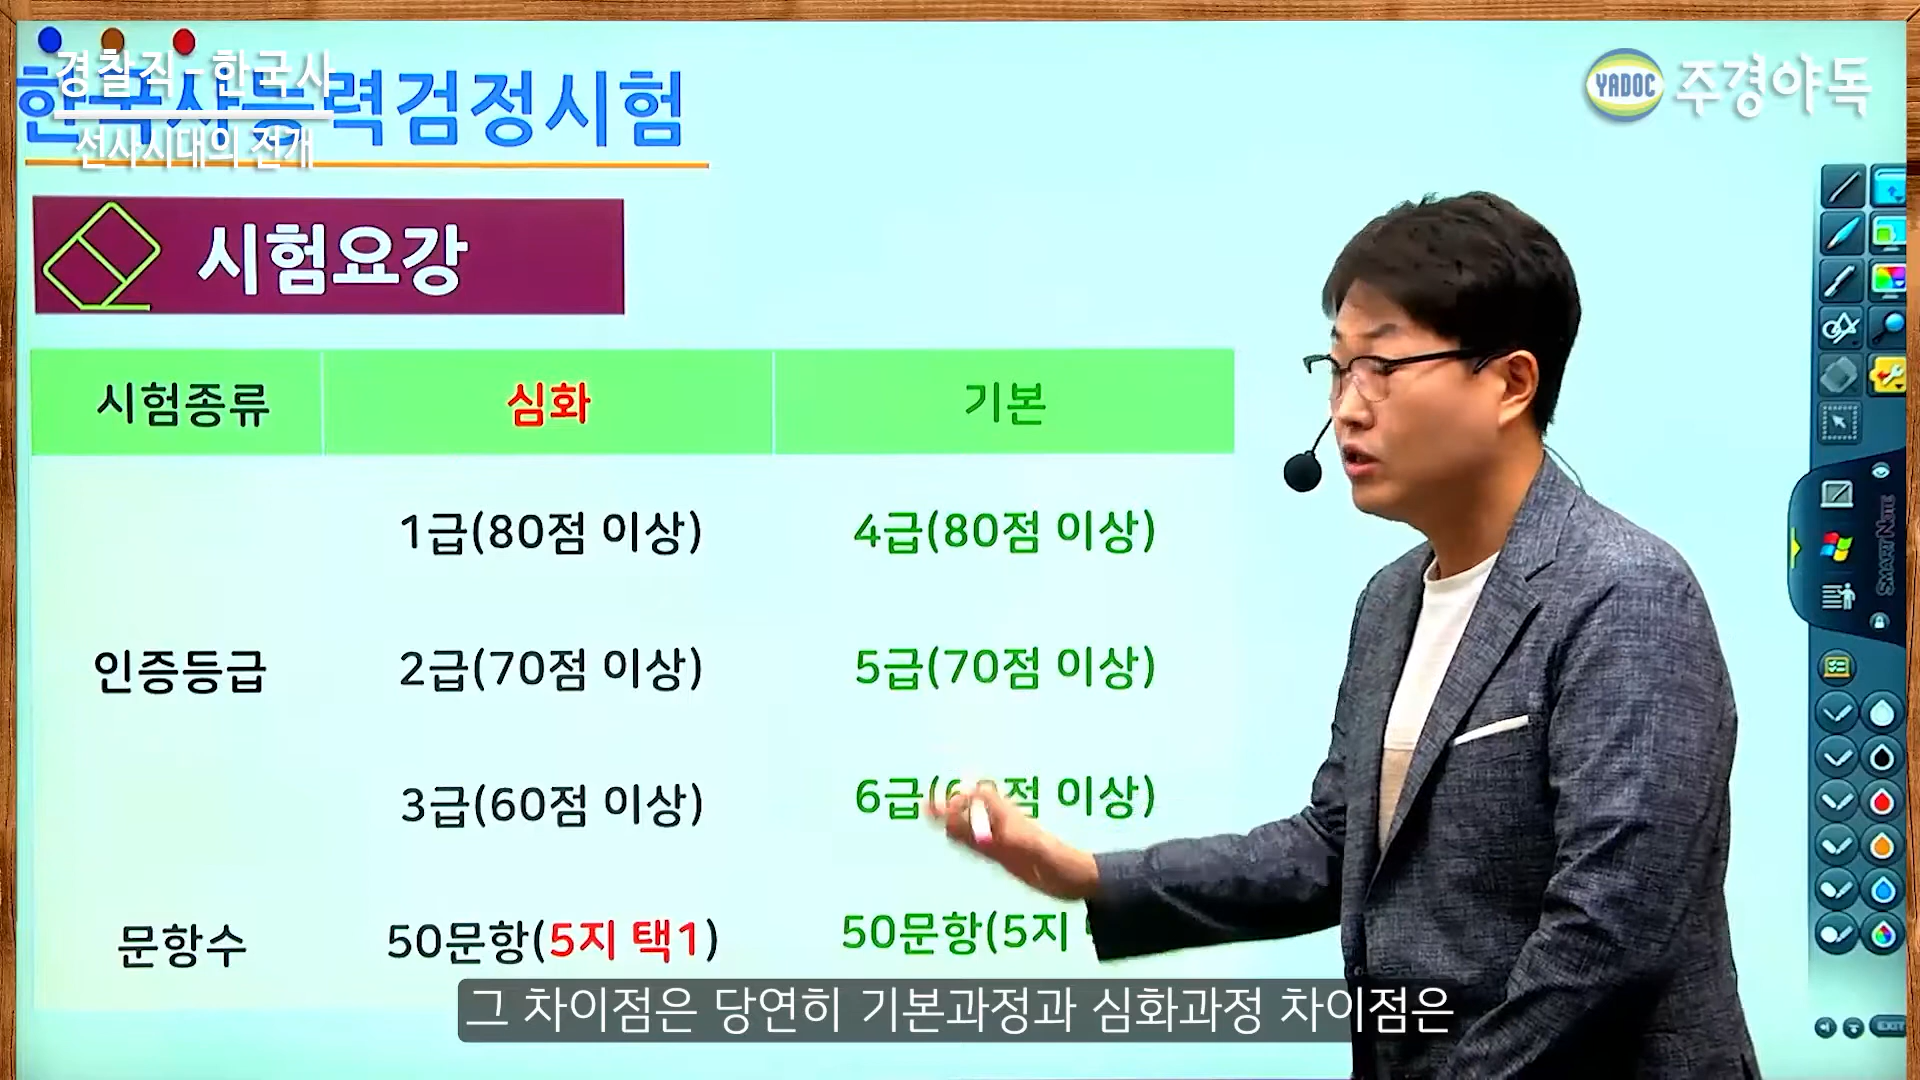 한국사능력검정시험
경찰직 - 한국사
선사시대의 전개
YADOC 주경야독
시험요강
시험종류 심화 기본
1급(80점 이상) 4급(80점 이상)
인증등급 2급(70점 이상) 5급(70점 이상)
3급(60점 이상) 6급(60점 이상)
문항수 50문항(5지 택1) 50문항(5지
그 차이점은 당연히 기본과정과 심화과정 차이점은
SMART NOTE
EXIT